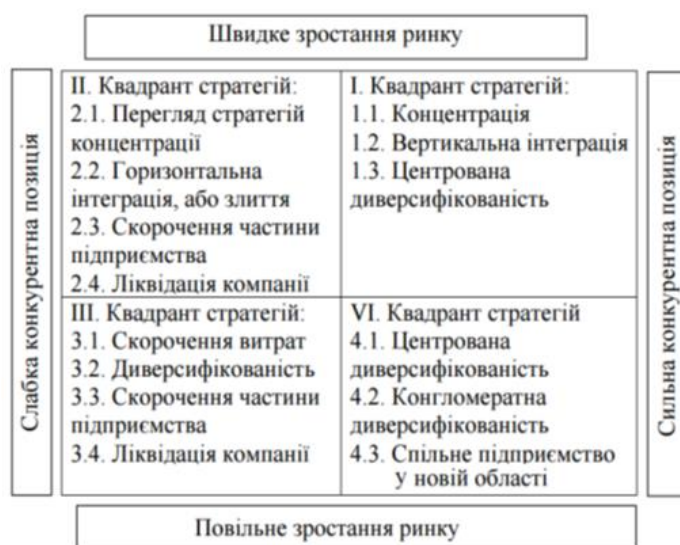 Швидке зростання ринку
Слабка конкурентна позиція
ІІ. Квадрант стратегій:
2.1. Перегляд стратегій
концентрації
2.2. Горизонтальна
інтеграція, або злиття
2.3. Скорочення частини
підприємства
2.4. Ліквідація компанії
І. Квадрант стратегій:
1.1. Концентрація
1.2. Вертикальна інтеграція
1.3. Центрована
диверсифікованість
ІІІ. Квадрант стратегій:
3.1. Скорочення витрат
3.2. Диверсифікованість
3.3. Скорочення частини
підприємства
3.4. Ліквідація компанії
VI. Квадрант стратегій
4.1. Центрована
диверсифікованість
4.2. Конгломератна
диверсифікованість
4.3. Спільне підприємство
у новій області
Сильна конкурентна позиція
Повільне зростання ринку